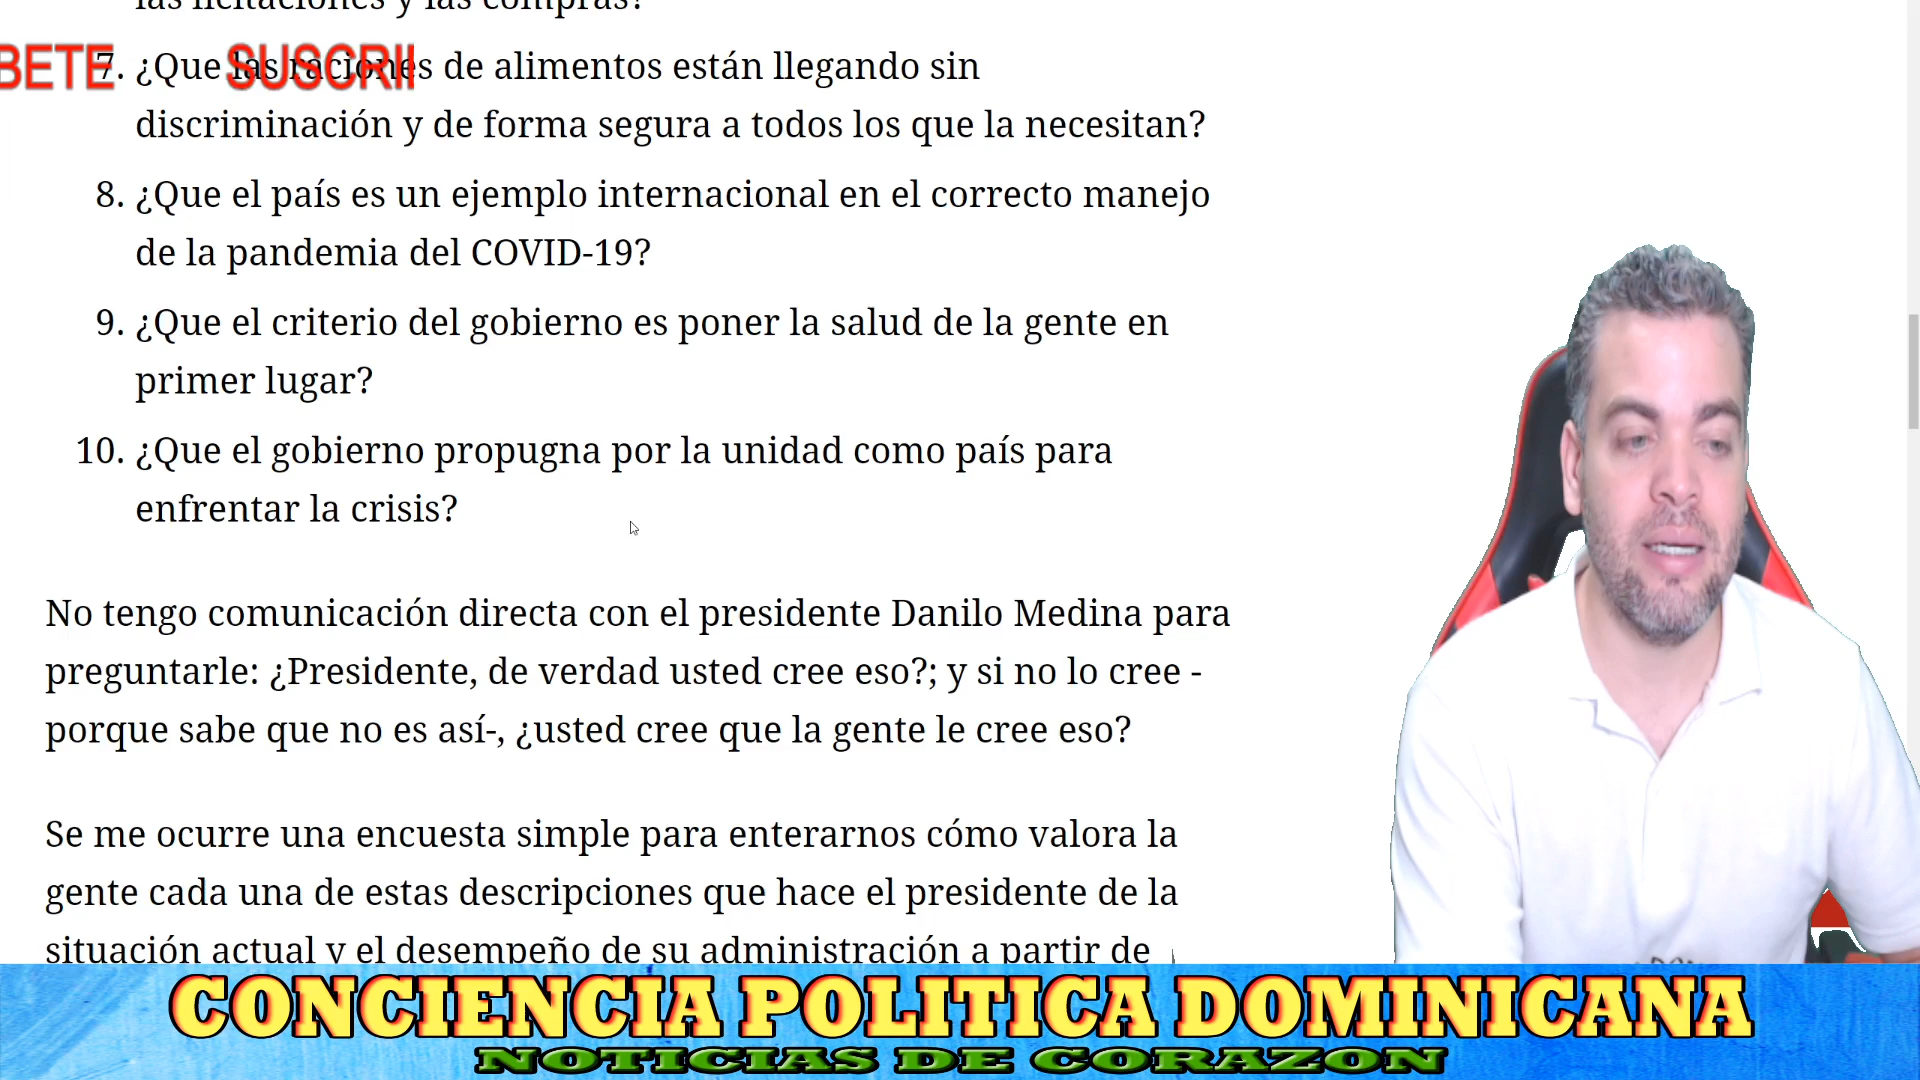 las licitaciones y las compras?
BETE SUSCRI
7. ¿Que las raciones de alimentos están llegando sin
discriminación y de forma segura a todos los que la necesitan?
8. ¿Que el país es un ejemplo internacional en el correcto manejo
de la pandemia del COVID-19?
9. ¿Que el criterio del gobierno es poner la salud de la gente en
primer lugar?
10. ¿Que el gobierno propugna por la unidad como país para
enfrentar la crisis?
No tengo comunicación directa con el presidente Danilo Medina para
preguntarle: ¿Presidente, de verdad usted cree eso?; y si no lo cree -
porque sabe que no es así-, ¿usted cree que la gente le cree eso?
Se me ocurre una encuesta simple para enterarnos cómo valora la
gente cada una de estas descripciones que hace el presidente de la
situación actual y el desempeño de su administración a partir de
CONCIENCIA POLITICA DOMINICANA
NOTICIAS DE CORAZON